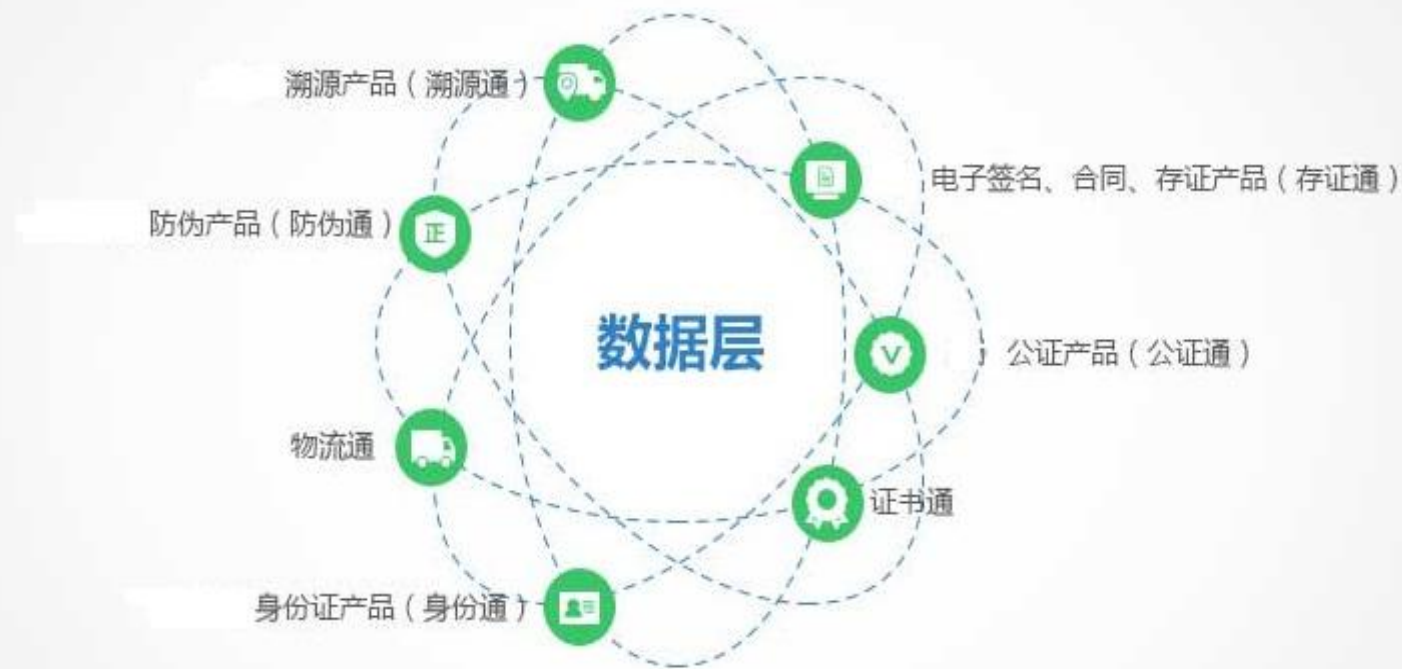 溯源产品（溯源通）
电子签名、合同、存证产品（存证通）
防伪产品（防伪通）
正
数据层
V
公证产品（公证通）
物流通
证书通
身份证产品（身份通）